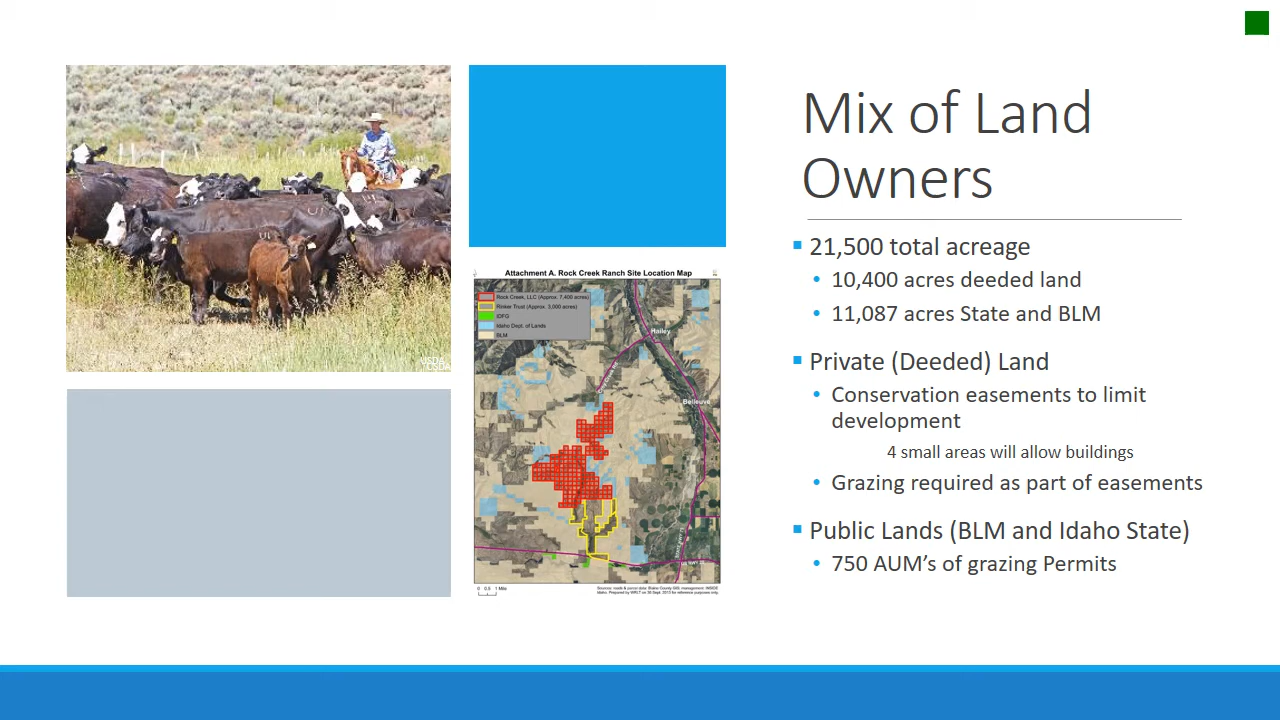 Mix of Land
Owners
21,500 total acreage
10,400 acres deeded land
11,087 acres State and BLM
Private (Deeded) Land
Conservation easements to limit
development
4 small areas will allow buildings
Grazing required as part of easements
Public Lands (BLM and Idaho State)
750 AUM’s of grazing Permits
USDA
Attachment A. Rock Creek Ranch Site Location Map
Rock Creek, LLC (Approx. 7,400 acres)
Rinker Trust (Approx. 3,000 acres)
IDFG
Idaho Dept. of Lands
BLM
Hailey
Bellevue
0 0.5 1 Mile